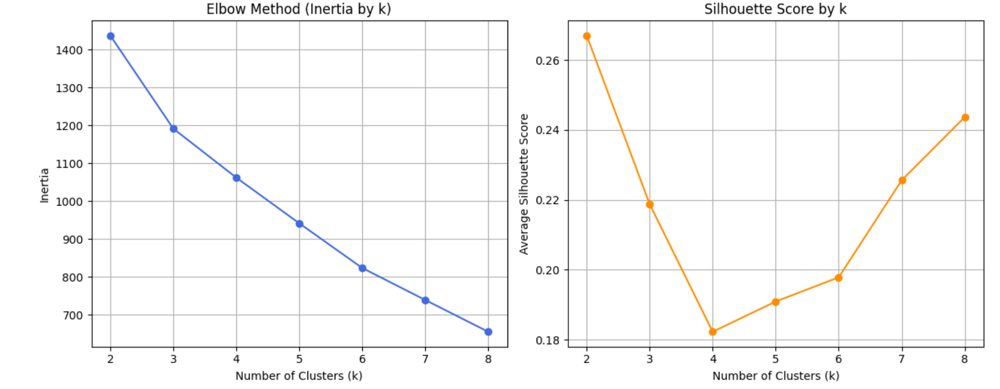 Elbow Method (Inertia by k)
Inertia
1400
1300
1200
1100
1000
900
800
700
2 3 4 5 6 7 8
Number of Clusters (k)
Silhouette Score by k
Average Silhouette Score
0.26
0.24
0.22
0.20
0.18
2 3 4 5 6 7 8
Number of Clusters (k)